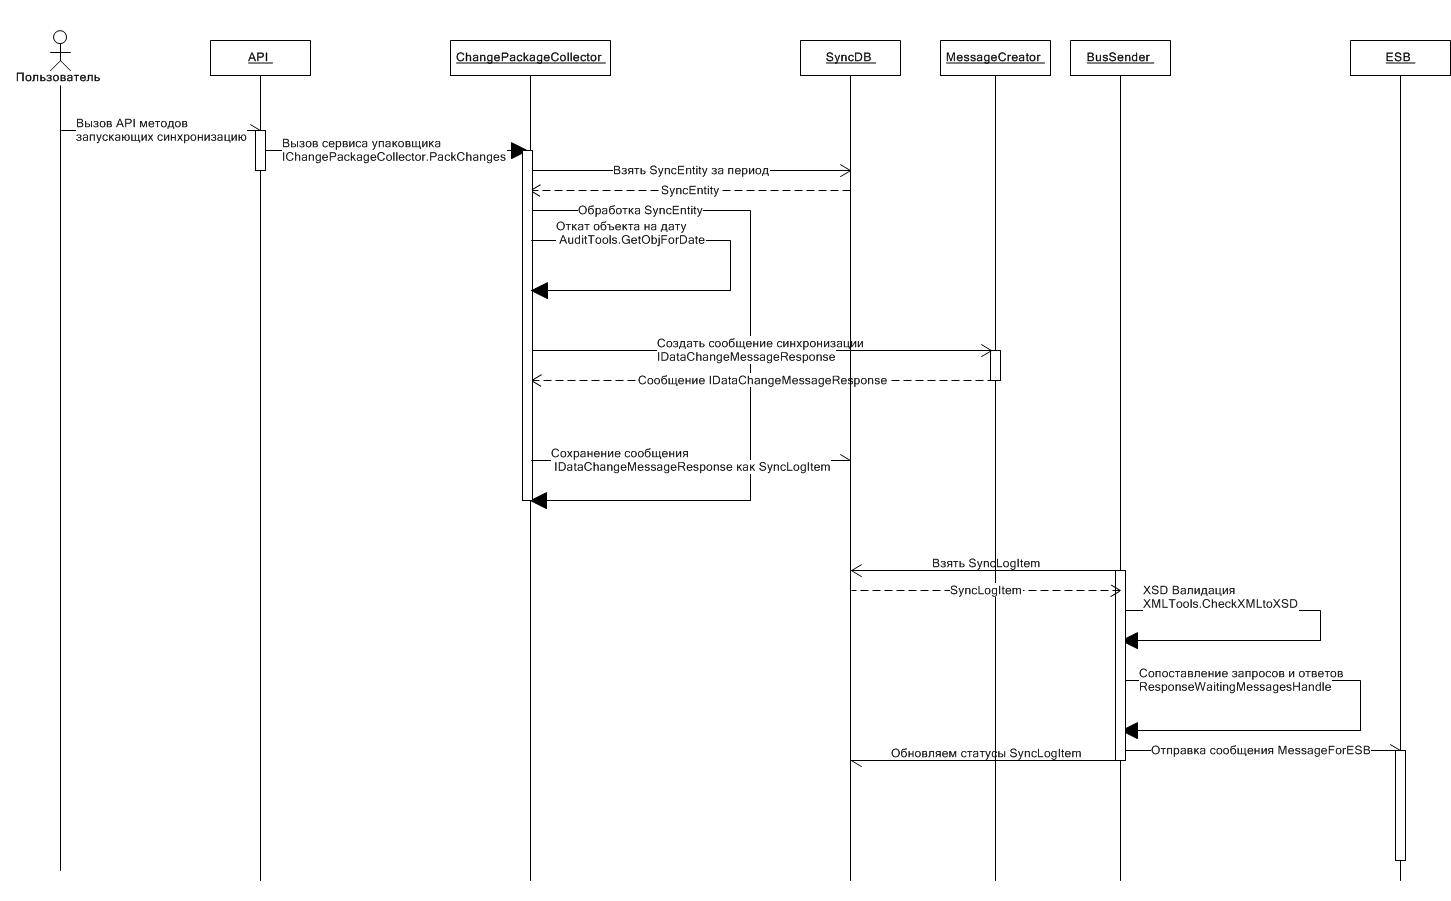 Пользователь
API
ChangePackageCollector
SyncDB
MessageCreator
BusSender
ESB
Вызов API методов
запускающих синхронизацию
Вызов сервиса упаковщика
IChangePackageCollector.PackChanges
Взять SyncEntity за период
SyncEntity
Обработка SyncEntity
Откат объекта на дату
AuditTools.GetObjForDate
Создать сообщение синхронизации
IDataChangeMessageResponse
Сообщение IDataChangeMessageResponse
Сохранение сообщения
IDataChangeMessageResponse как SyncLogItem
Взять SyncLogItem
SyncLogItem
XSD Валидация
XMLTools.CheckXMLtoXSD
Сопоставление запросов и ответов
ResponseWaitingMessagesHandle
Отправка сообщения MessageForESB
Обновляем статусы SyncLogItem